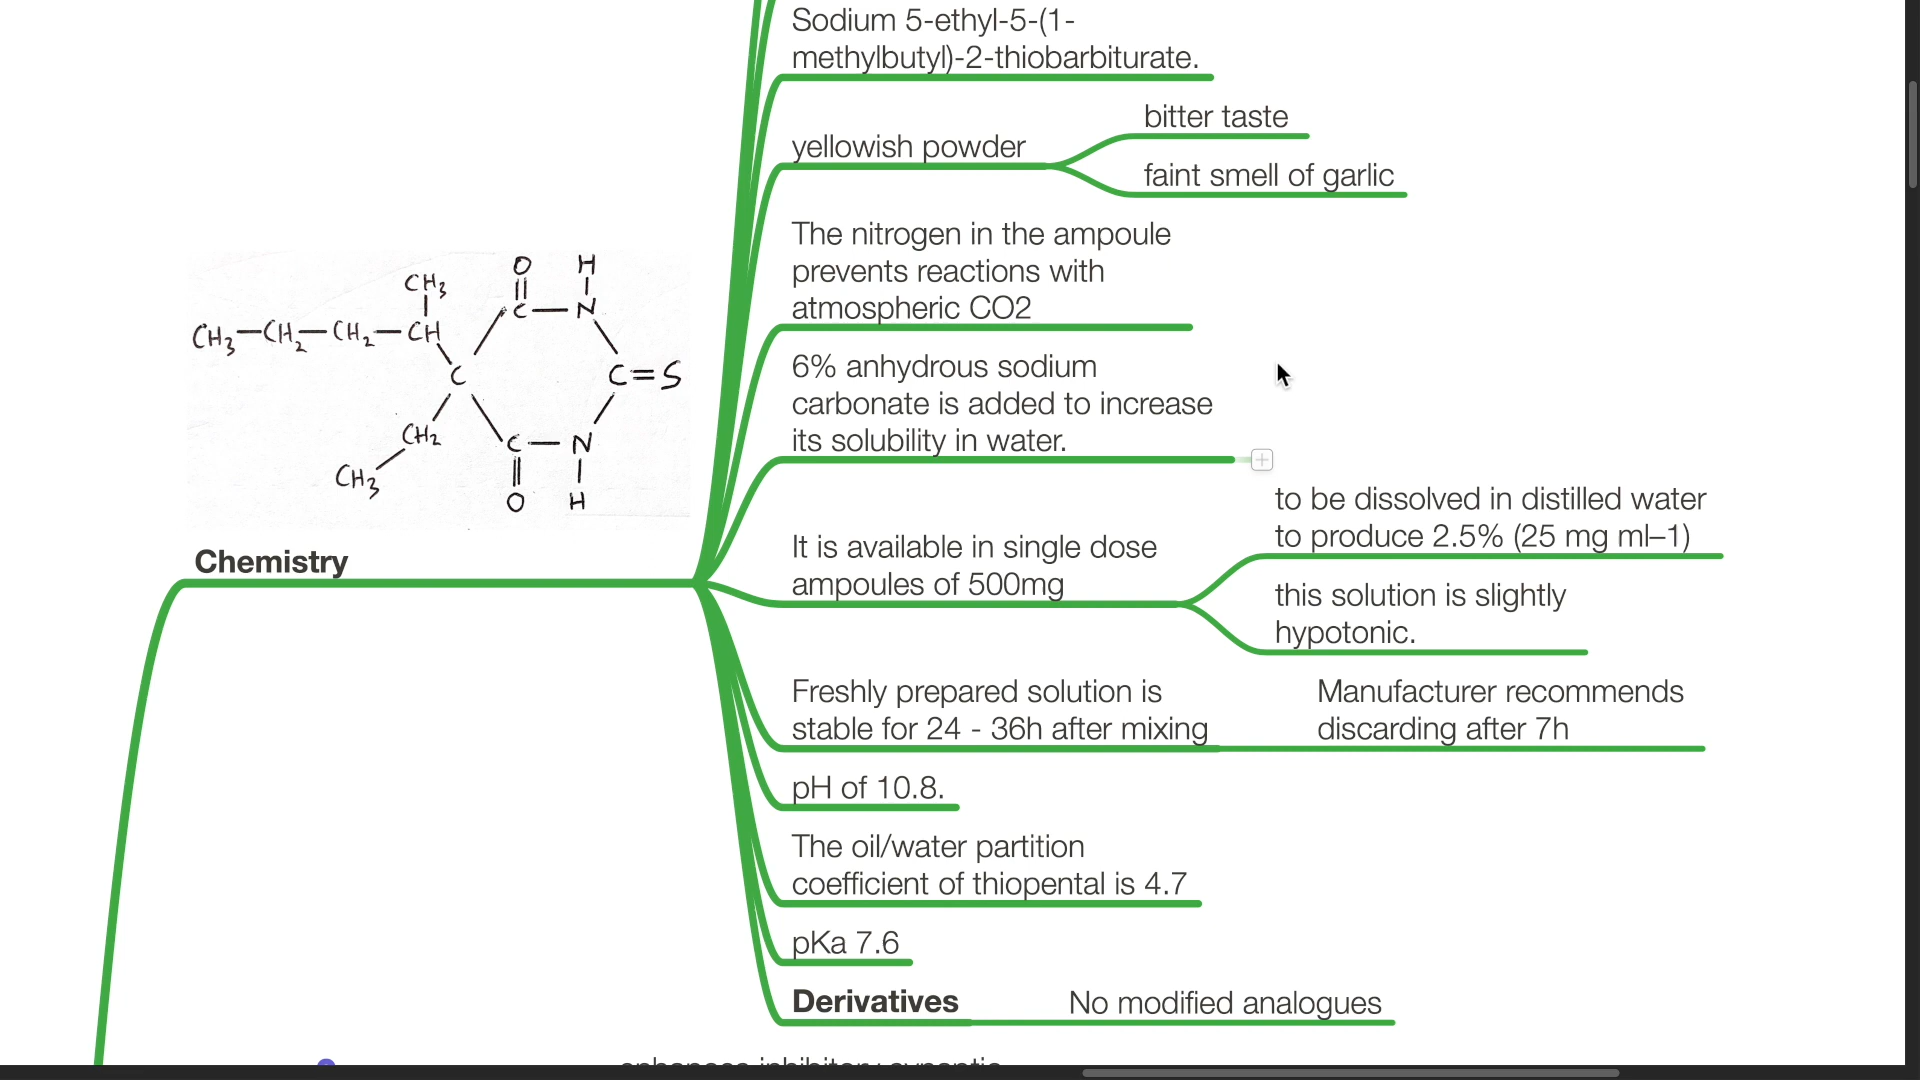 Sodium 5-ethyl-5-(1-
methylbutyl)-2-thiobarbiturate.
yellowish powder
bitter taste
faint smell of garlic
The nitrogen in the ampoule
prevents reactions with
atmospheric CO2
6% anhydrous sodium
carbonate is added to increase
its solubility in water.
It is available in single dose
ampoules of 500mg
to be dissolved in distilled water
to produce 2.5% (25 mg ml–1)
this solution is slightly
hypotonic.
Freshly prepared solution is
stable for 24 - 36h after mixing
Manufacturer recommends
discarding after 7h
pH of 10.8.
The oil/water partition
coefficient of thiopental is 4.7
pKa 7.6
Derivatives
No modified analogues
O H
CH3 C N
CH3 CH2 CH2 CH
C C=S
CH2 C N
CH3
O H
Chemistry
enhances inhibitory synaptic